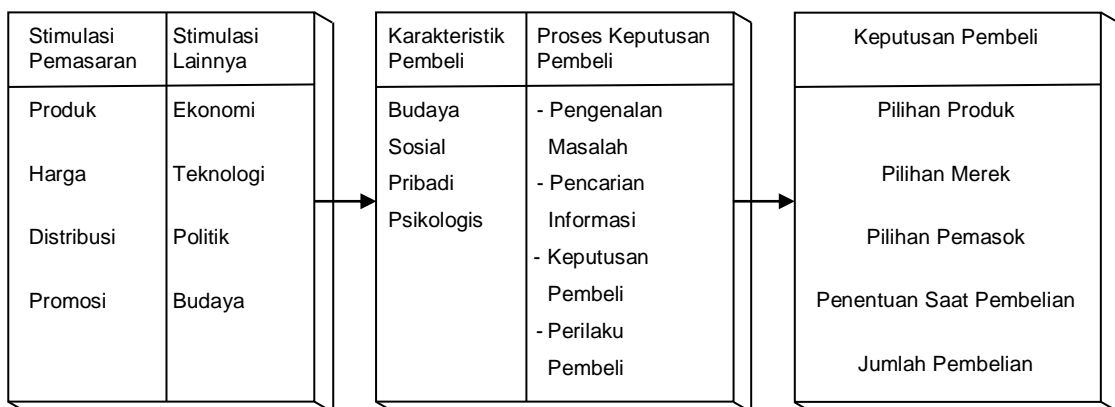 Stimulasi
Pemasaran
Stimulasi
Lainnya
Produk
Harga
Distribusi
Promosi
Ekonomi
Teknologi
Politik
Budaya
Karakteristik
Pembeli
Proses Keputusan
Pembeli
Budaya
Sosial
Pribadi
Psikologis
- Pengenalan
Masalah
- Pencarian
Informasi
- Keputusan
Pembeli
- Perilaku
Pembeli
Keputusan Pembeli
Pilihan Produk
Pilihan Merek
Pilihan Pemasok
Penentuan Saat Pembelian
Jumlah Pembelian